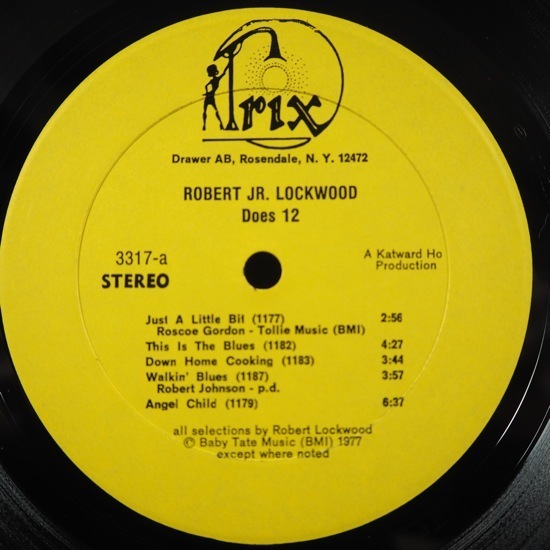 Trix
Drawer AB, Rosendale, N. Y. 12472
ROBERT JR. LOCKWOOD
Does 12
3317-a
STEREO
A Katward Ho
Production
Just A Little Bit (1177) 2:56
Roscoe Gordon - Tollie Music (BMI)
This Is The Blues (1182) 4:27
Down Home Cooking (1183) 3:44
Walkin' Blues (1187) 3:57
Robert Johnson - p.d.
Angel Child (1179) 6:37
all selections by Robert Lockwood
© Baby Tate Music (BMI) 1977
except where noted